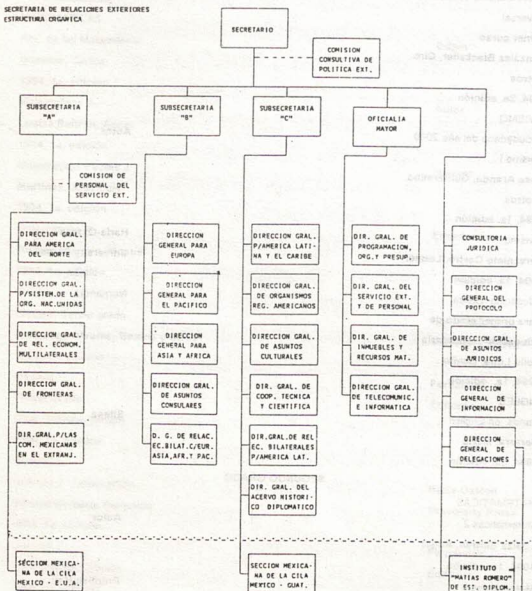 SECRETARIA DE RELACIONES EXTERIORES
ESTRUCTURA ORGANICA
SECRETARIO
COMISION
CONSULTIVA DE
POLITICA EXT.
SUBSECRETARIA
"A"
SUBSECRETARIA
"B"
SUBSECRETARIA
"C"
OFICIALIA
MAYOR
COMISION DE
PERSONAL DEL
SERVICIO EXT.
DIRECCION GRAL.
PARA AMERICA
DEL NORTE
DIRECCION GRAL.
P/SISTEM.DE LA
ORG. NAC.UNIDAS
DIRECCION GRAL.
DE REL. ECONOM.
MULTILATERALES
DIRECCION GRAL.
DE FRONTERAS
DIR.GRAL.P/LAS
COM. MEXICANAS
EN EL EXTRANJ.
SECCION MEXICA-
NA DE LA CILA
MEXICO - E.U.A.
DIRECCION
GENERAL PARA
EUROPA
DIRECCION
GENERAL PARA
EL PACIFICO
DIRECCION
GENERAL PARA
ASIA Y AFRICA
DIRECCION GRAL.
DE ASUNTOS
CONSULARES
D. G. DE RELAC.
EC.BILAT.C/EUR.
ASIA,AFR.Y PAC.
DIRECCION GRAL.
P/AMERICA LATI-
NA Y EL CARIBE
DIRECCION GRAL.
DE ORGANISMOS
REG. AMERICANOS
DIRECCION GRAL.
DE ASUNTOS
CULTURALES
DIR. GRAL. DE
COOP. TECNICA
Y CIENTIFICA
DIR.GRAL.DE REL
EC. BILATERALES
P/AMERICA LAT.
DIR. GRAL. DEL
ACERVO HISTORI-
CO DIPLOMATICO
SECCION MEXICA-
NA DE LA CILA
MEXICO - GUAT.
DIR. GRAL. DE
PROGRAMACION,
ORG.Y PRESUP.
DIR. GRAL. DEL
SERVICIO EXT.
Y DE PERSONAL
DIR. GRAL. DE
INMUEBLES Y
RECURSOS MAT.
DIRECCION GRAL.
DE TELECOMUNIC.
E INFORMATICA
CONSULTORIA
JURIDICA
DIRECCION
GENERAL DEL
PROTOCOLO
DIRECCION GRAL.
DE ASUNTOS
JURIDICOS
DIRECCION
GENERAL DE
INFORMACION
DIRECCION
GENERAL DE
DELEGACIONES
INSTITUTO
"MATIAS ROMERO"
DE EST. DIPLOM.